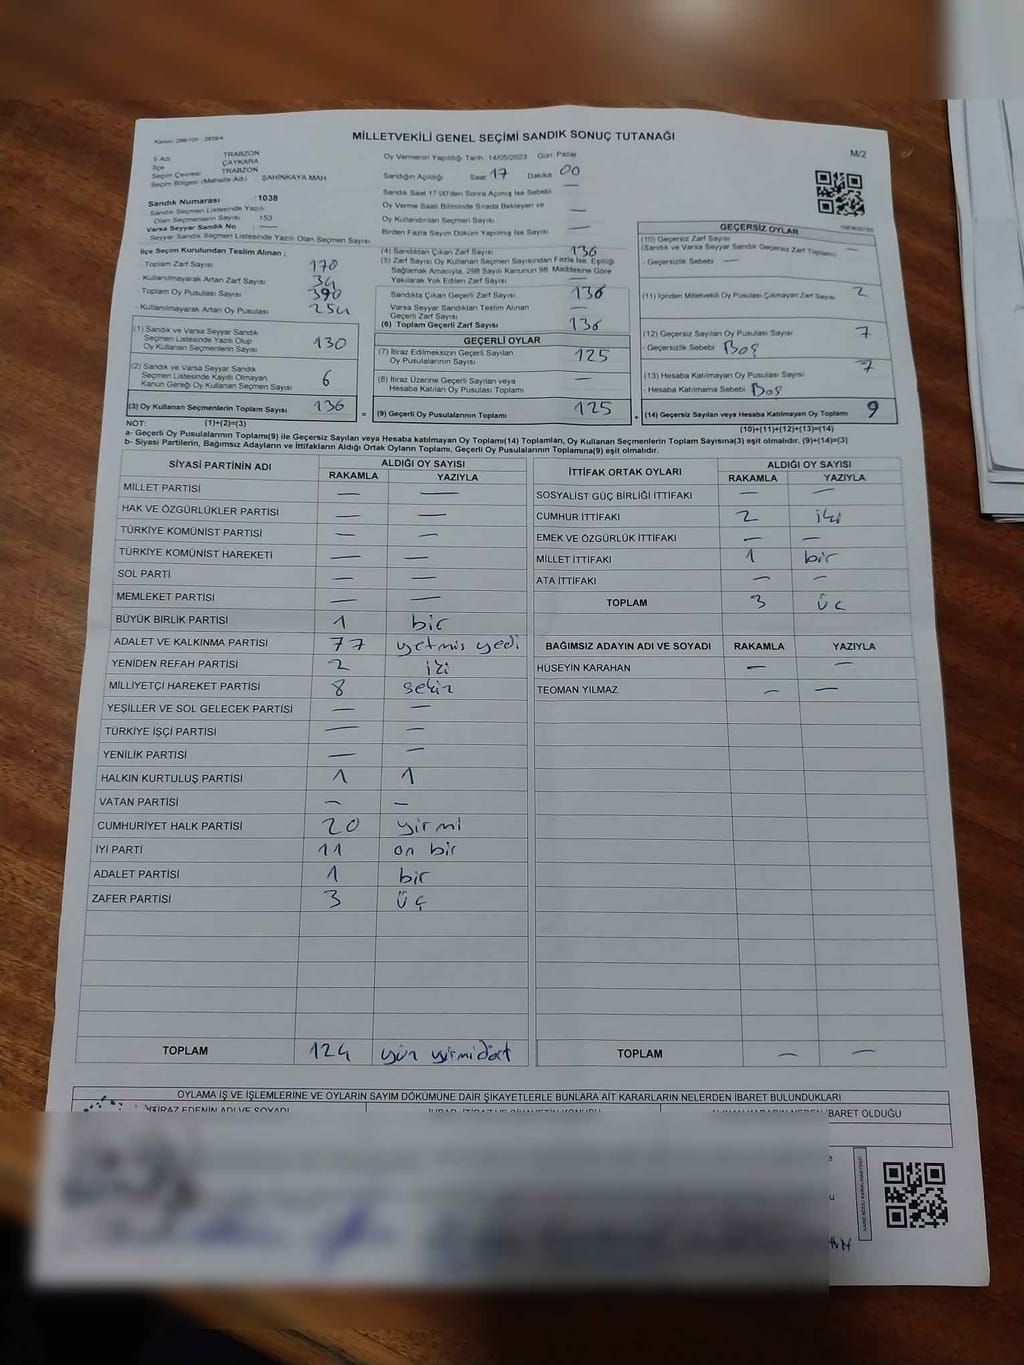 Kanun: 298/105 - 2839/4
MİLLETVEKİLİ GENEL SEÇİMİ SANDIK SONUÇ TUTANAĞI
M/2
İl Adı TRABZON
İlçe ÇAYKARA
Seçim Çevresi TRABZON
Seçim Bölgesi (Mahalle Adı) ŞAHİNKAYA MAH
Sandık Numarası :1038
Sandık Seçmen Listesinde Yazılı
Olan Seçmenlerin Sayısı 153
Varsa Seyyar Sandık No : —
Seyyar Sandık Seçmen Listesinde Yazılı Olan Seçmen Sayısı
Oy Vermenin Yapıldığı Tarih :14/05/2023 Gün Pazar
Sandığın Açıldığı Saat 17 Dakika 00
Sandık Saat 17:00'den Sonra Açmış İse Sebebi —
Oy Verme Saati Bitiminde Sırada Bekleyen ve
Oy Kullandırılan Seçmen Sayısı —
Birden Fazla Sayım Döküm Yapılmış İse Sayısı —
İlçe Seçim Kurulundan Teslim Alınan ;
Toplam Zarf Sayısı 170
Kullanılmayarak Artan Zarf Sayısı 34
Toplam Oy Pusulası Sayısı 390
Kullanılmayarak Artan Oy Pusulası 254
(1) Sandık ve Varsa Seyyar Sandık
Seçmen Listesinde Yazılı Olup
Oy Kullanan Seçmenlerin Sayısı 130
(2) Sandık ve Varsa Seyyar Sandık
Seçmen Listesinde Kayıtlı Olmayan
Kanun Gereği Oy Kullanan Seçmen Sayısı 6
(3) Oy Kullanan Seçmenlerin Toplam Sayısı 136
(4) Sandıktan Çıkan Zarf Sayısı 136
(5) Zarf Sayısı Oy Kullanan Seçmen Sayısından Fazla İse, Eşitliği
Sağlamak Amacıyla, 298 Sayılı Kanunun 98. Maddesine Göre
Yakılarak Yok Edilen Zarf Sayısı —
Sandıkta Çıkan Geçerli Zarf Sayısı 136
Varsa Seyyar Sandıktan Teslim Alınan
Geçerli Zarf Sayısı —
(6) Toplam Geçerli Zarf Sayısı 136
GEÇERLİ OYLAR
(7) İtiraz Edilmeksizin Geçerli Sayılan
Oy Pusulalarının Sayısı 125
(8) İtiraz Üzerine Geçerli Sayılan veya
Hesaba Katılan Oy Pusulası Toplamı —
= (9) Geçerli Oy Pusulalarının Toplamı 125
GEÇERSİZ OYLAR
(10) Geçersiz Zarf Sayısı
(Sandık ve Varsa Seyyar Sandık Geçersiz Zarf Toplamı) —
- Geçersizlik Sebebi —
(11) İçinden Milletvekili Oy Pusulası Çıkmayan Zarf Sayısı 2
(12) Geçersiz Sayılan Oy Pusulası Sayısı 7
- Geçersizlik Sebebi Boş
(13) Hesaba Katılmayan Oy Pusulası Sayısı 7
- Hesaba Katılmama Sebebi Boş
+ (14) Geçersiz Sayılan veya Hesaba Katılmayan Oy Toplamı 9
NOT: (1)+(2)=(3)
(10)+(11)+(12)+(13)=(14)
a- Geçerli Oy Pusulalarının Toplamı(9) ile Geçersiz Sayılan veya Hesaba katılmayan Oy Toplamı(14) Toplamları, Oy Kullanan Seçmenlerin Toplam Sayısına(3) eşit olmalıdır. (9)+(14)=(3)
b- Siyasi Partilerin, Bağımsız Adayların ve İttifakların Aldığı Ortak Oyların Toplamı, Geçerli Oy Pusulalarının Toplamına(9) eşit olmalıdır.
SİYASİ PARTİNİN ADI ALDIĞI OY SAYISI
RAKAMLA YAZIYLA
MİLLET PARTİSİ — —
HAK VE ÖZGÜRLÜKLER PARTİSİ — —
TÜRKİYE KOMÜNİST PARTİSİ — —
TÜRKİYE KOMÜNİST HAREKETİ — —
SOL PARTİ — —
MEMLEKET PARTİSİ — —
BÜYÜK BİRLİK PARTİSİ 1 bir
ADALET VE KALKINMA PARTİSİ 77 yetmiş yedi
YENİDEN REFAH PARTİSİ 2 iki
MİLLİYETÇİ HAREKET PARTİSİ 8 sekiz
YEŞİLLER VE SOL GELECEK PARTİSİ — —
TÜRKİYE İŞÇİ PARTİSİ — —
YENİLİK PARTİSİ — —
HALKIN KURTULUŞ PARTİSİ 1 1
VATAN PARTİSİ — —
CUMHURİYET HALK PARTİSİ 20 yirmi
İYİ PARTİ 11 on bir
ADALET PARTİSİ 1 bir
ZAFER PARTİSİ 3 üç
TOPLAM 124 yüz yirmidört
İTTİFAK ORTAK OYLARI ALDIĞI OY SAYISI
RAKAMLA YAZIYLA
SOSYALİST GÜÇ BİRLİĞİ İTTİFAKI — —
CUMHUR İTTİFAKI 2 iki
EMEK VE ÖZGÜRLÜK İTTİFAKI — —
MİLLET İTTİFAKI 1 bir
ATA İTTİFAKI — —
TOPLAM 3 üç
BAĞIMSIZ ADAYIN ADI VE SOYADI RAKAMLA YAZIYLA
HÜSEYİN KARAHAN — —
TEOMAN YILMAZ — —
TOPLAM — —
OYLAMA İŞ VE İŞLEMLERİNE VE OYLARIN SAYIM DÖKÜMÜNE DAİR ŞİKAYETLERLE BUNLARA AİT KARARLARIN NELERDEN İBARET BULUNDUKLARI
İTİRAZ EDENİN ADI VE SOYADI
İBARET OLDUĞU